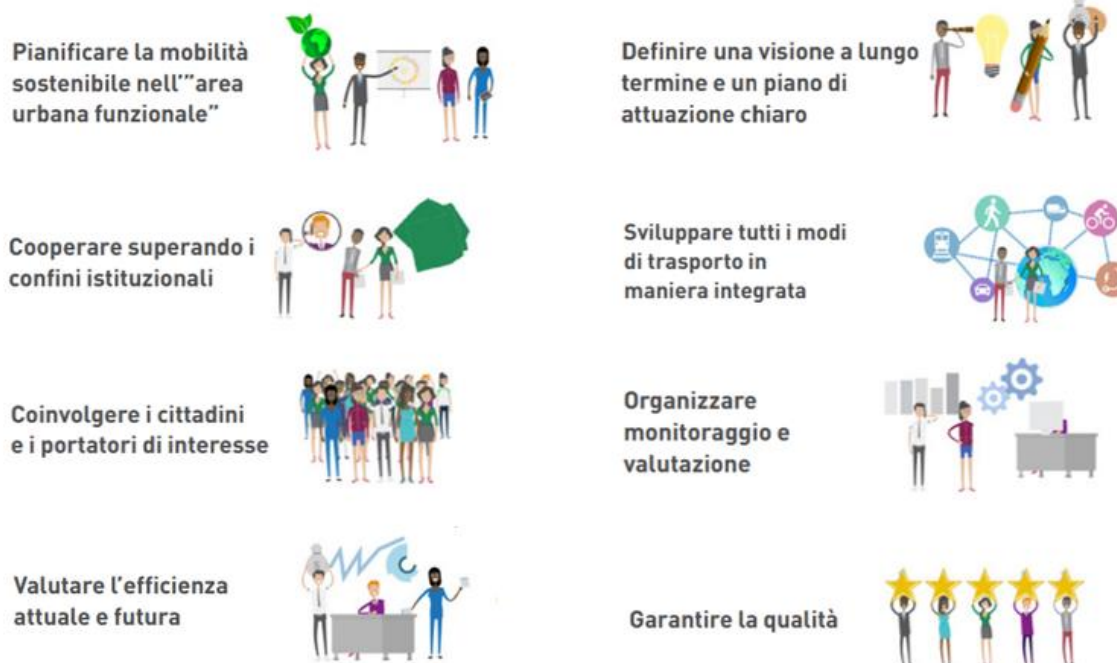 Pianificare la mobilità
sostenibile nell'"area
urbana funzionale"
Cooperare superando i
confini istituzionali
Coinvolgere i cittadini
e i portatori di interesse
Valutare l'efficienza
attuale e futura
Definire una visione a lungo
termine e un piano di
attuazione chiaro
Sviluppare tutti i modi
di trasporto in
maniera integrata
Organizzare
monitoraggio e
valutazione
Garantire la qualità